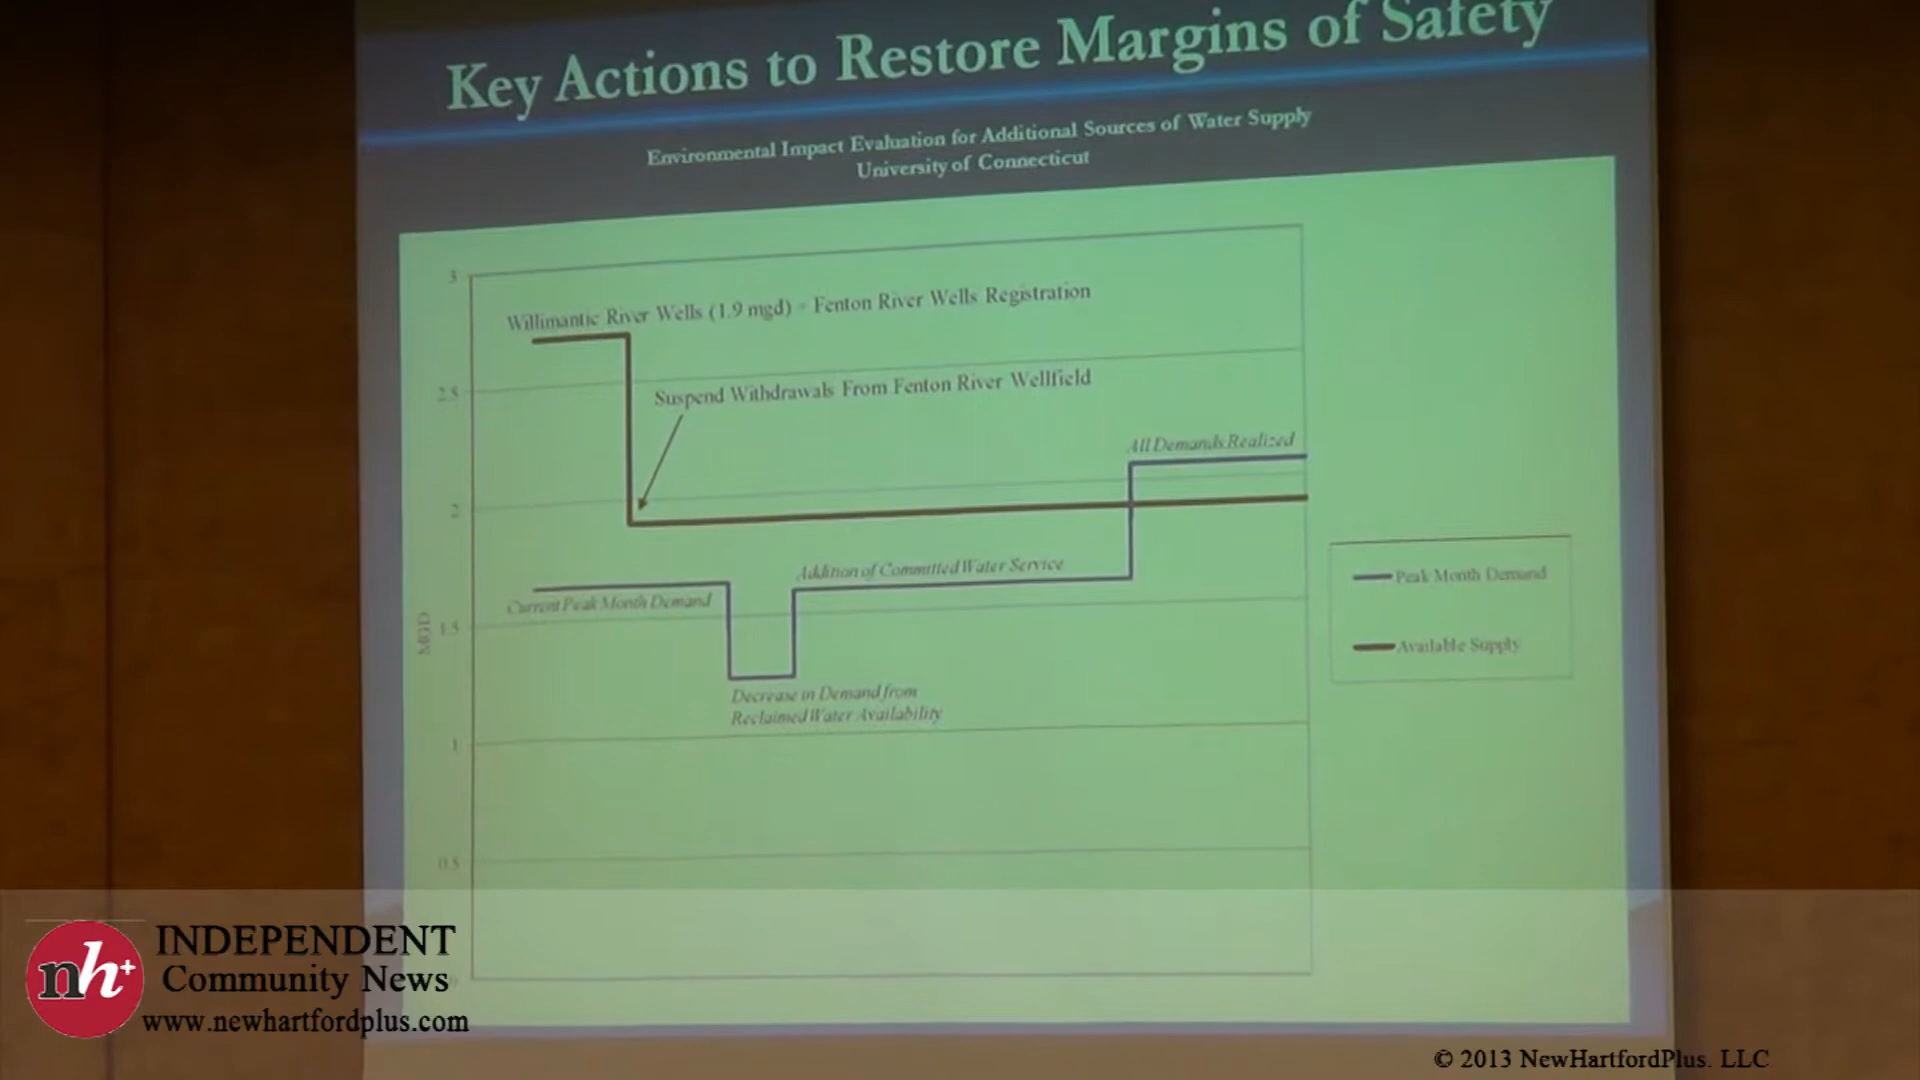 Key Actions to Restore Margins of Safety
Environmental Impact Evaluation for Additional Sources of Water Supply
University of Connecticut
3
Willimantic River Wells (1.9 mgd) + Fenton River Wells Registration
2.5
Suspend Withdrawals From Fenton River Wellfield
All Demands Realized
2
Addition of Committed Water Service
Peak Month Demand
Current Peak Month Demand
MGD
1.5
Available Supply
Decrease in Demand from
Reclaimed Water Availability
1
0.5
0
nh+
INDEPENDENT
Community News
www.newhartfordplus.com
© 2013 NewHartfordPlus. LLC